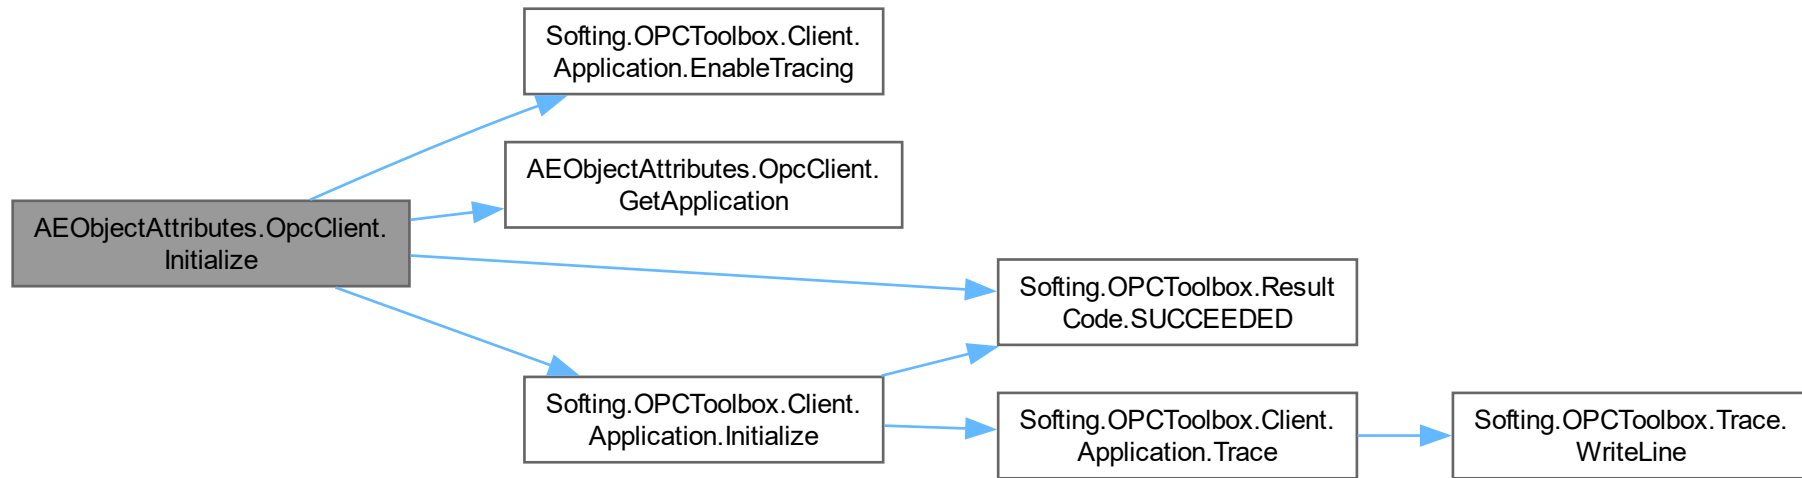 Softing.OPCToolbox.Client.
Application.EnableTracing
AEObjectAttributes.OpcClient.
GetApplication
AEObjectAttributes.OpcClient.
Initialize
Softing.OPCToolbox.Result
Code.SUCCEEDED
Softing.OPCToolbox.Client.
Application.Initialize
Softing.OPCToolbox.Client.
Application.Trace
Softing.OPCToolbox.Trace.
WriteLine